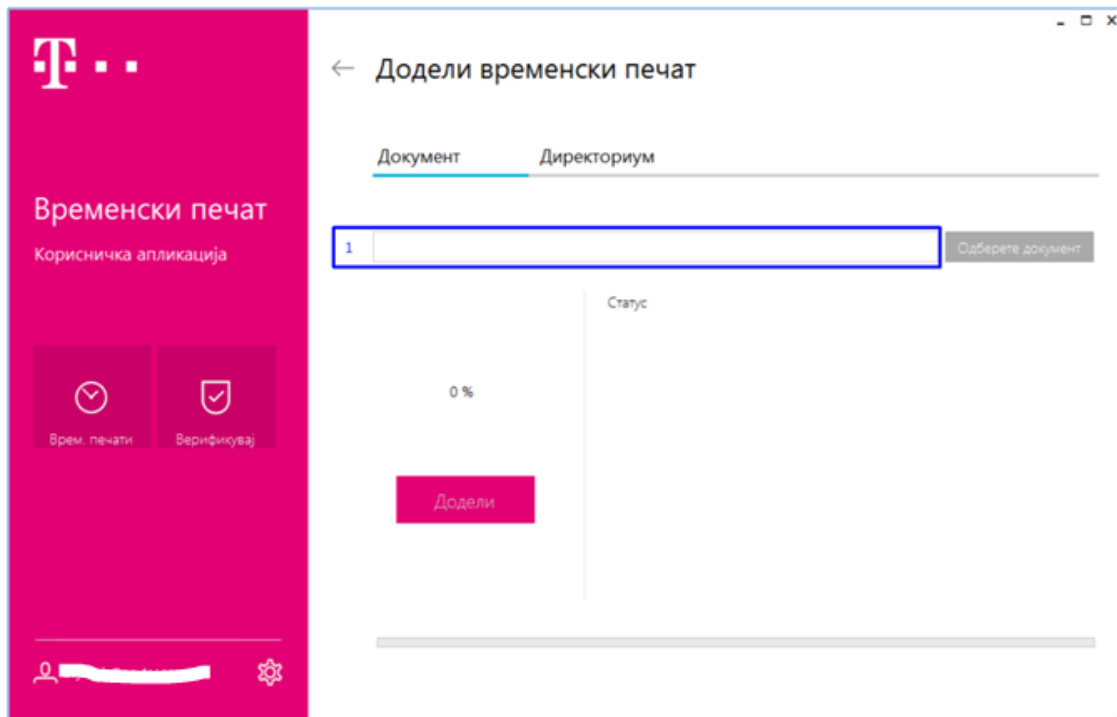 T
Временски печат
Корисничка апликација
Врем. печати
Верификувај
Додели временски печат
Документ Директориум
1
Одберете документ
Статус
0 %
Додели